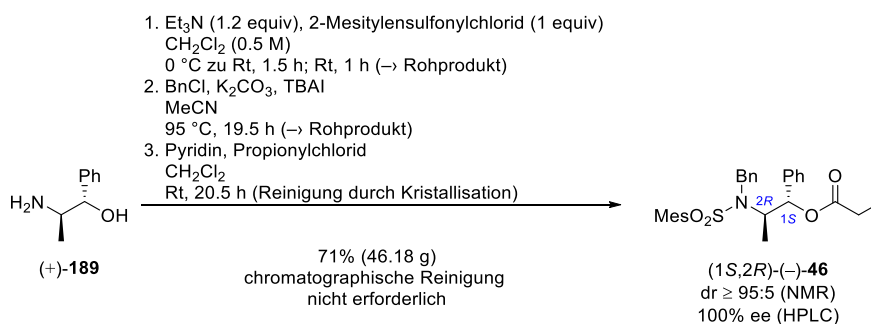 1. Et₃N (1.2 equiv), 2-Mesitylensulfonylchlorid (1 equiv)
CH₂Cl₂ (0.5 M)
0 °C zu Rt, 1.5 h; Rt, 1 h (–› Rohprodukt)
2. BnCl, K₂CO₃, TBAI
MeCN
95 °C, 19.5 h (–› Rohprodukt)
3. Pyridin, Propionylchlorid
CH₂Cl₂
Rt, 20.5 h (Reinigung durch Kristallisation)
71% (46.18 g)
chromatographische Reinigung
nicht erforderlich
Ph
H₂N
OH
(+)-189
Bn Ph O
N 2R
MesO₂S 1S O
(1S,2R)-(–)-46
dr ≥ 95:5 (NMR)
100% ee (HPLC)